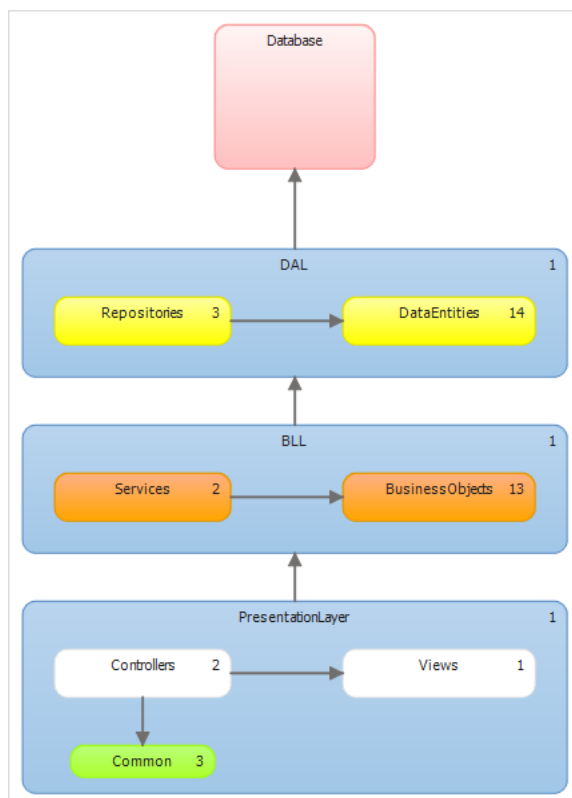 Database
DAL 1
Repositories 3 DataEntities 14
BLL 1
Services 2 BusinessObjects 13
PresentationLayer 1
Controllers 2 Views 1
Common 3